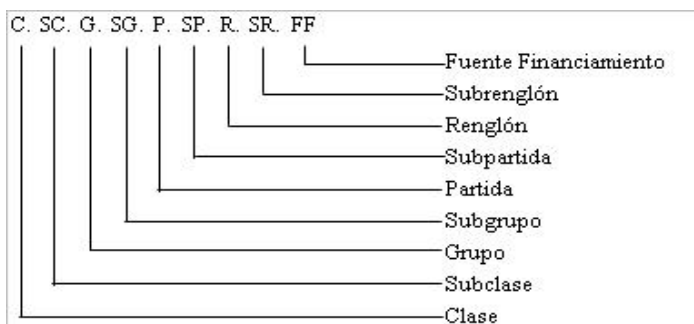 C. SC. G. SG. P. SP. R. SR. FF
Fuente Financiamiento
Subrenglón
Renglón
Subpartida
Partida
Subgrupo
Grupo
Subclase
Clase